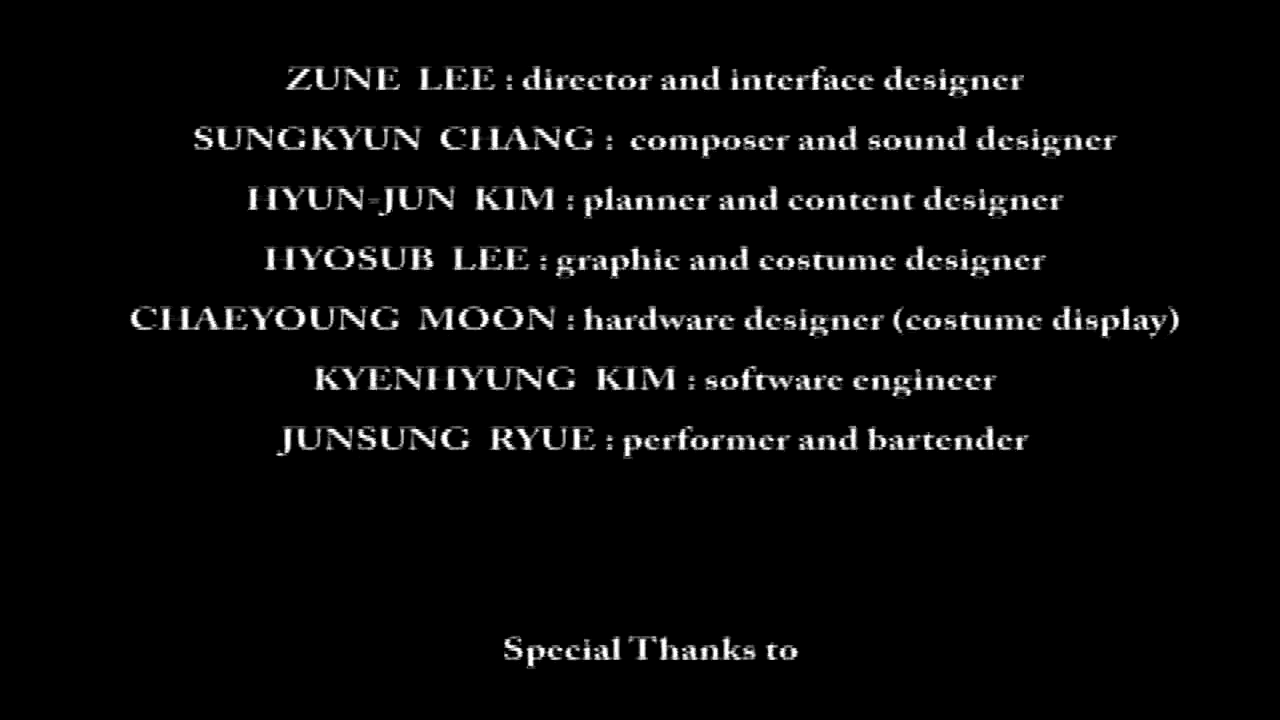 ZUNE LEE : director and interface designer
SUNGKYUN CHANG : composer and sound designer
HYUN-JUN KIM : planner and content designer
HYOSUB LEE : graphic and costume designer
CHAEYOUNG MOON : hardware designer (costume display)
KYENHYUNG KIM : software engineer
JUNSUNG RYUE : performer and bartender
Special Thanks to